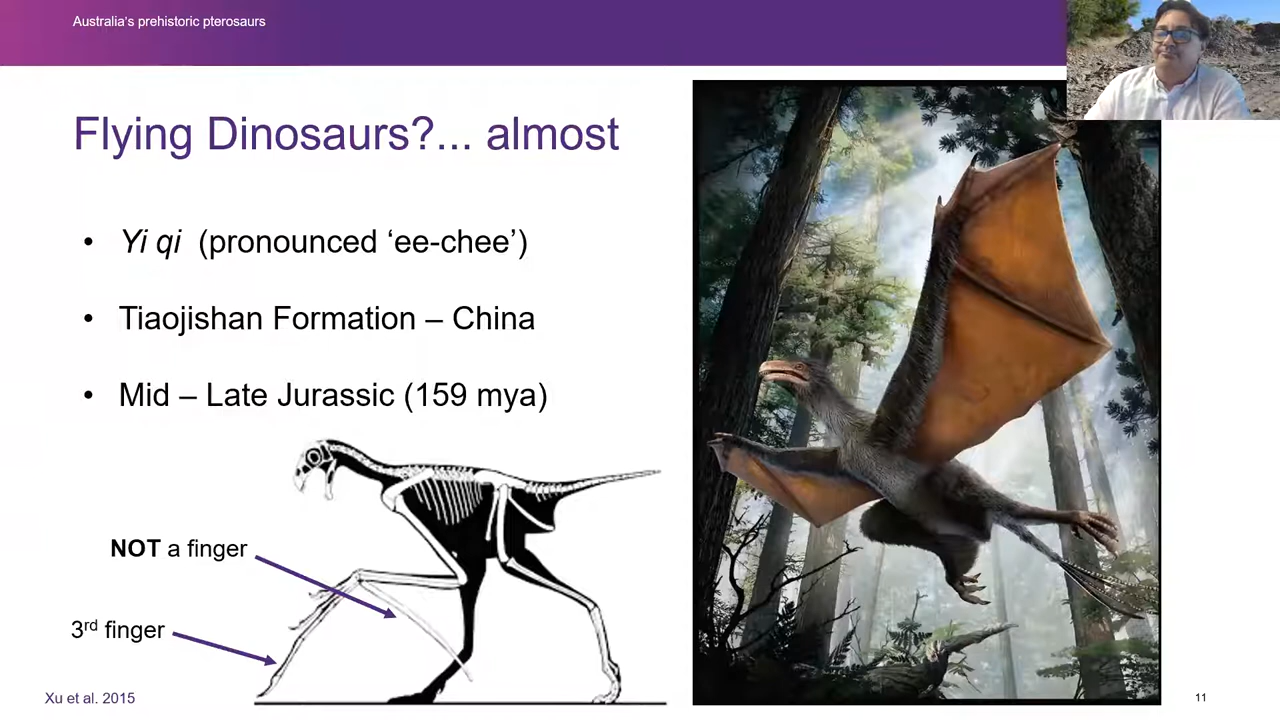 Australia's prehistoric pterosaurs
Flying Dinosaurs?... almost
• Yi qi (pronounced ‘ee-chee’)
• Tiaojishan Formation – China
• Mid – Late Jurassic (159 mya)
NOT a finger
3rd finger
Xu et al. 2015
11